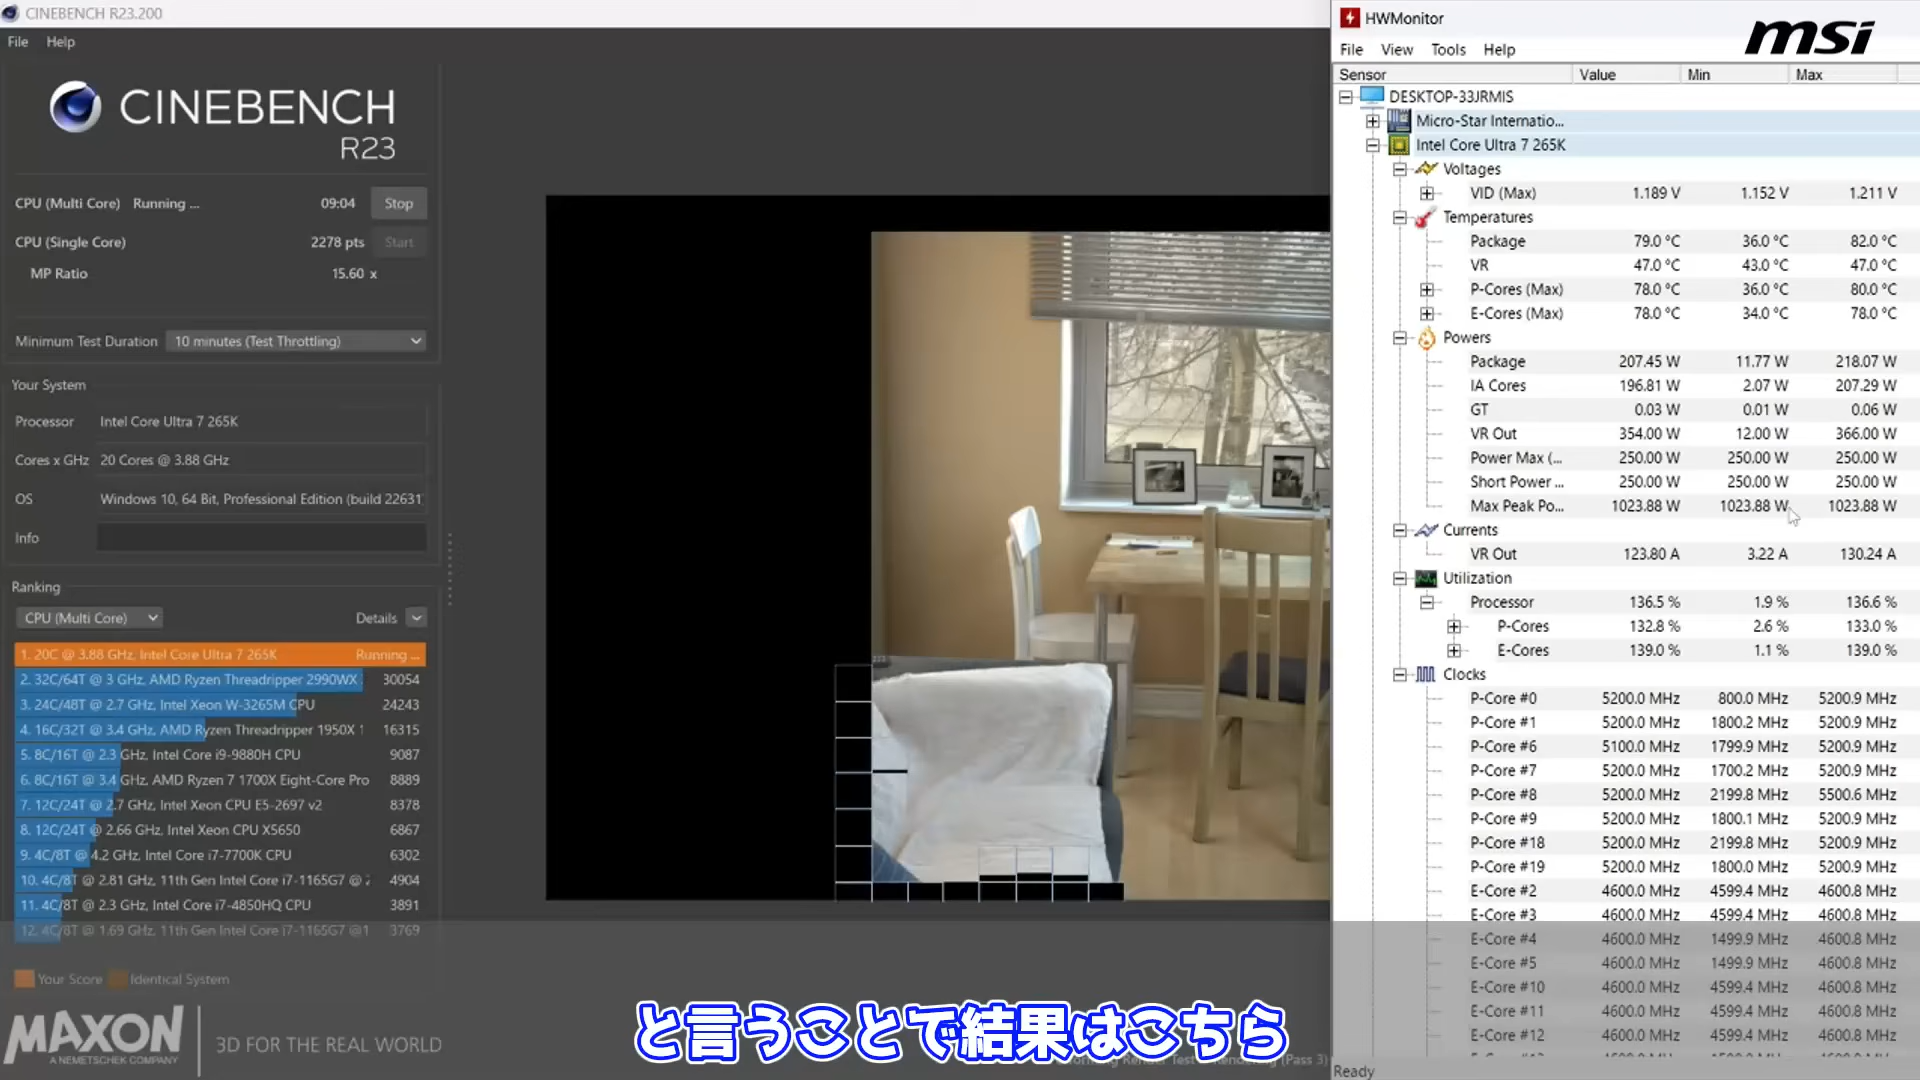 CINEBENCH R23.200
File Help
CINEBENCH
R23
CPU (Multi Core) Running ... 09:04 Stop
CPU (Single Core) 2278 pts Start
MP Ratio 15.60 x
Minimum Test Duration 10 minutes (Test Throttling)
Your System
Processor Intel Core Ultra 7 265K
Cores x GHz 20 Cores @ 3.88 GHz
OS Windows 10, 64 Bit, Professional Edition (build 22631
Info
Ranking
CPU (Multi Core) Details
1. 20C @ 3.88 GHz, Intel Core Ultra 7 265K Running ...
2. 32C/64T @ 3 GHz, AMD Ryzen Threadripper 2990WX 30054
3. 24C/48T @ 2.7 GHz, Intel Xeon W-3265M CPU 24243
4. 16C/32T @ 3.4 GHz, AMD Ryzen Threadripper 1950X 16315
5. 8C/16T @ 2.3 GHz, Intel Core i9-9880H CPU 9087
6. 8C/16T @ 3.4 GHz, AMD Ryzen 7 1700X Eight-Core Pro 8889
7. 12C/24T @ 2.7 GHz, Intel Xeon CPU E5-2697 v2 8378
8. 12C/24T @ 2.66 GHz, Intel Xeon CPU X5650 6867
9. 4C/8T @ 4.2 GHz, Intel Core i7-7700K CPU 6302
10. 4C/8T @ 2.81 GHz, 11th Gen Intel Core i7-1165G7 @ 4904
11. 4C/8T @ 2.3 GHz, Intel Core i7-4850HQ CPU 3891
12. 4C/8T @ 1.69 GHz, 11th Gen Intel Core i7-1165G7 @1 3769
Your Score Identical System
MAXON
A NEMETSCHEK COMPANY
3D FOR THE REAL WORLD
HWMonitor
msi
File View Tools Help
Sensor Value Min Max
DESKTOP-33JRMIS
Micro-Star Internatio...
Intel Core Ultra 7 265K
Voltages
VID (Max) 1.189 V 1.152 V 1.211 V
Temperatures
Package 79.0 °C 36.0 °C 82.0 °C
VR 47.0 °C 43.0 °C 47.0 °C
P-Cores (Max) 78.0 °C 36.0 °C 80.0 °C
E-Cores (Max) 78.0 °C 34.0 °C 78.0 °C
Powers
Package 207.45 W 11.77 W 218.07 W
IA Cores 196.81 W 2.07 W 207.29 W
GT 0.03 W 0.01 W 0.06 W
VR Out 354.00 W 12.00 W 366.00 W
Power Max (... 250.00 W 250.00 W 250.00 W
Short Power ... 250.00 W 250.00 W 250.00 W
Max Peak Po... 1023.88 W 1023.88 W 1023.88 W
Currents
VR Out 123.80 A 3.22 A 130.24 A
Utilization
Processor 136.5 % 1.9 % 136.6 %
P-Cores 132.8 % 2.6 % 133.0 %
E-Cores 139.0 % 1.1 % 139.0 %
Clocks
P-Core #0 5200.0 MHz 800.0 MHz 5200.9 MHz
P-Core #1 5200.0 MHz 1800.2 MHz 5200.9 MHz
P-Core #6 5100.0 MHz 1799.9 MHz 5200.9 MHz
P-Core #7 5200.0 MHz 1700.2 MHz 5200.9 MHz
P-Core #8 5200.0 MHz 2199.8 MHz 5500.6 MHz
P-Core #9 5200.0 MHz 1800.1 MHz 5200.9 MHz
P-Core #18 5200.0 MHz 2199.8 MHz 5200.9 MHz
P-Core #19 5200.0 MHz 1800.0 MHz 5200.9 MHz
E-Core #2 4600.0 MHz 4599.4 MHz 4600.8 MHz
E-Core #3 4600.0 MHz 4599.4 MHz 4600.8 MHz
E-Core #4 4600.0 MHz 1499.9 MHz 4600.8 MHz
E-Core #5 4600.0 MHz 1499.9 MHz 4600.8 MHz
E-Core #10 4600.0 MHz 4599.4 MHz 4600.8 MHz
E-Core #11 4600.0 MHz 4599.4 MHz 4600.8 MHz
E-Core #12 4600.0 MHz 4599.4 MHz 4600.8 MHz
Ready
と言うことで結果はこちら
(Pass 3)